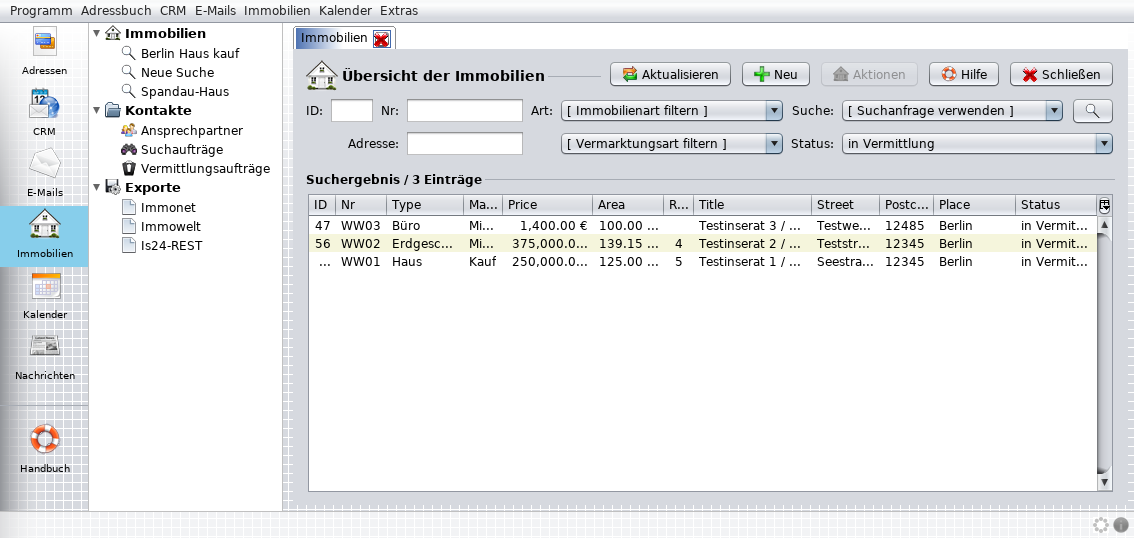 Programm Adressbuch CRM E-Mails Immobilien Kalender Extras
Adressen
12
CRM
E-Mails
Immobilien
Kalender
Nachrichten
Handbuch
Immobilien
Berlin Haus kauf
Neue Suche
Spandau-Haus
Kontakte
Ansprechpartner
Suchaufträge
Vermittlungsaufträge
Exporte
Immonet
Immowelt
Is24-REST
Immobilien
Übersicht der Immobilien Aktualisieren Neu Aktionen Hilfe Schließen
ID: Nr: Art: [ Immobilienart filtern ] Suche: [ Suchanfrage verwenden ]
Adresse: [ Vermarktungsart filtern ] Status: in Vermittlung
Suchergebnis / 3 Einträge
ID Nr Type Ma... Price Area R... Title Street Postc... Place Status
47 WW03 Büro Mi... 1,400.00 € 100.00 ... Testinserat 3 / ... Testwe... 12485 Berlin in Vermit...
56 WW02 Erdgesc... Mi... 375,000.0... 139.15 ... 4 Testinserat 2 / ... Teststr... 12345 Berlin in Vermit...
... WW01 Haus Kauf 250,000.0... 125.00 ... 5 Testinserat 1 / ... Seestra... 12345 Berlin in Vermit...